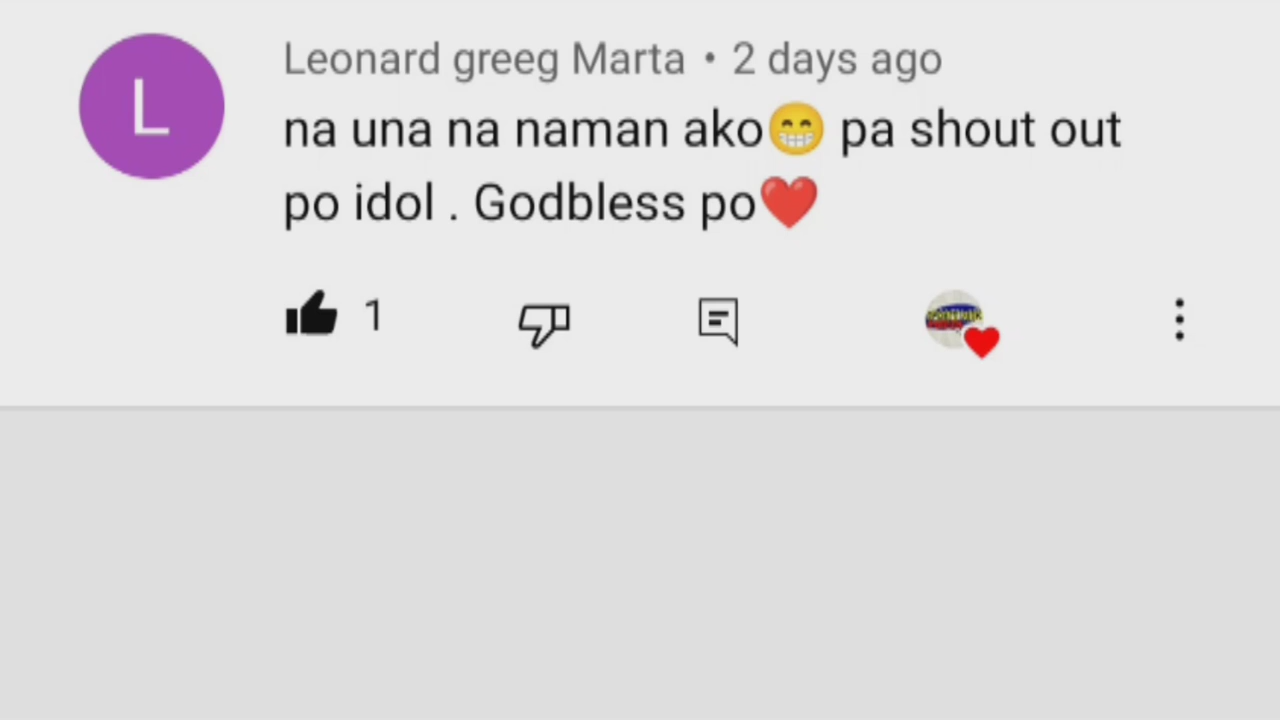 L
Leonard greeg Marta • 2 days ago
na una na naman ako😁 pa shout out
po idol . Godbless po❤️
1